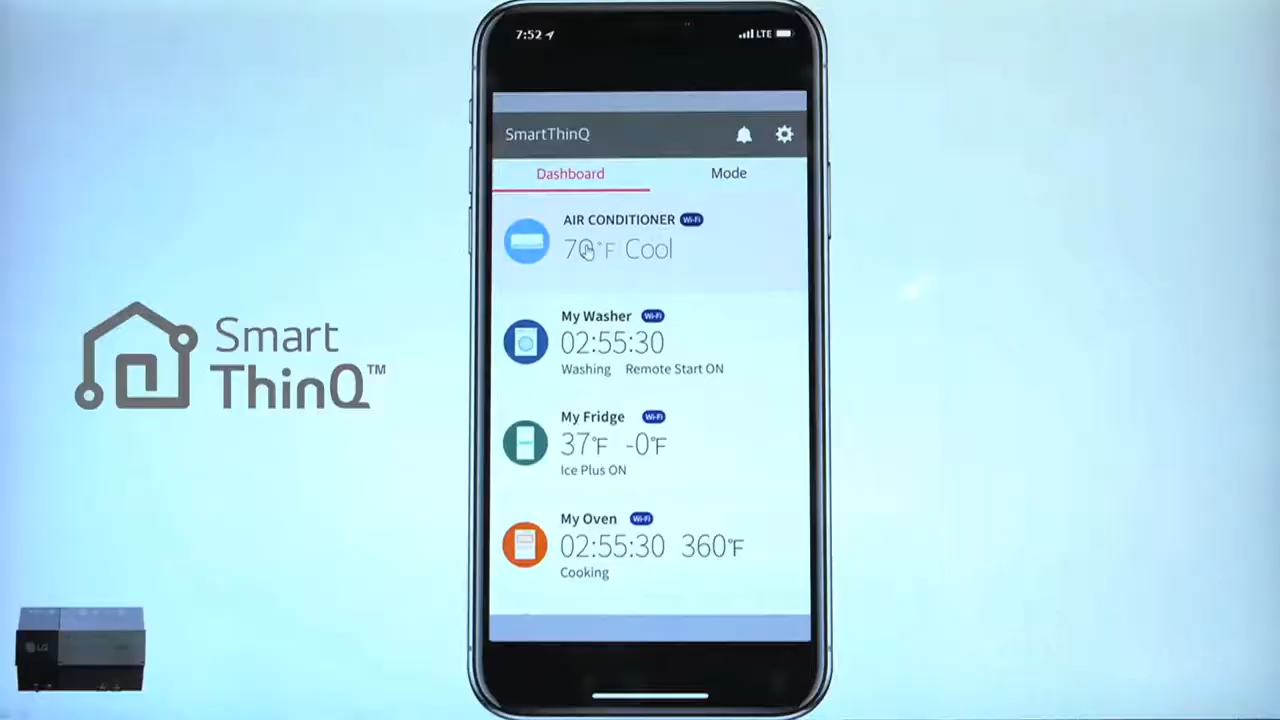 7:52
LTE
SmartThinQ
Dashboard Mode
AIR CONDITIONER Wi-Fi
°F Cool
My Washer Wi-Fi
02:55:30
Washing Remote Start ON
My Fridge Wi-Fi
37°F -0°F
Ice Plus ON
My Oven Wi-Fi
02:55:30 360°F
Cooking
Smart
ThinQ™
LG